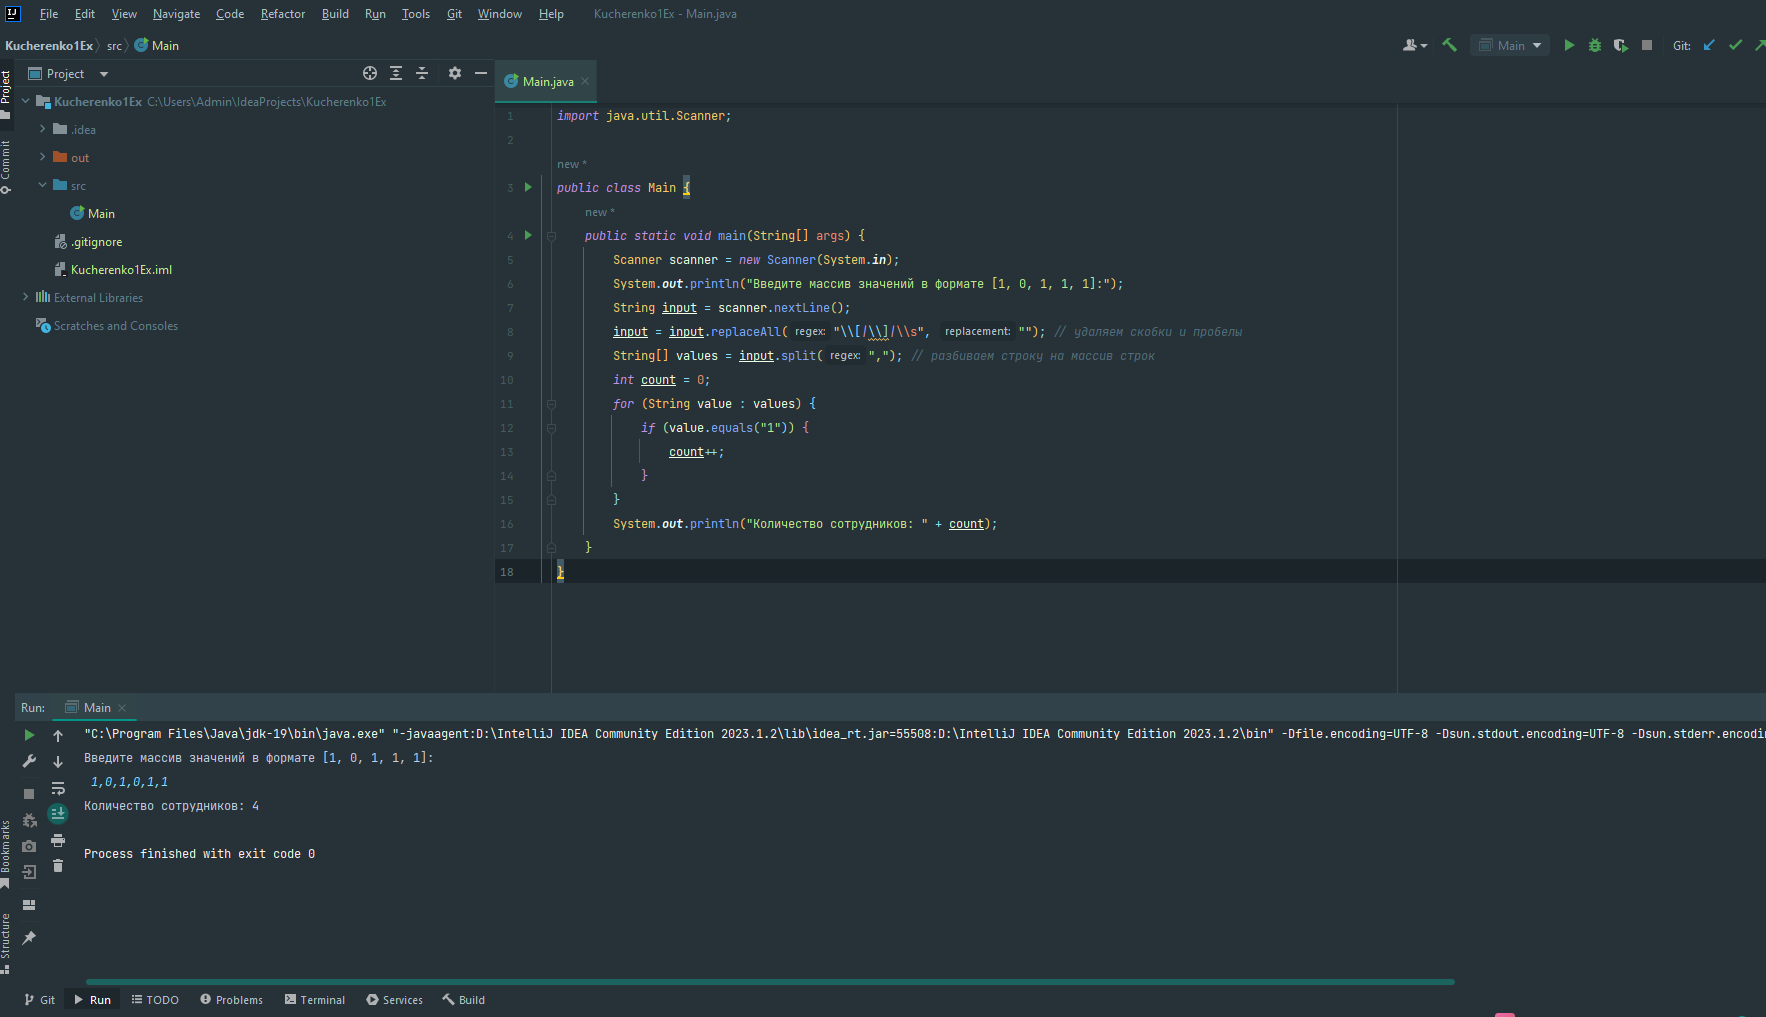 File Edit View Navigate Code Refactor Build Run Tools Git Window Help Kucherenko1Ex - Main.java
Kucherenko1Ex src Main
Main Git:
Project
Main.java
Project
Commit
Bookmarks
Structure
Kucherenko1Ex C:\Users\Admin\IdeaProjects\Kucherenko1Ex
.idea
out
src
Main
.gitignore
Kucherenko1Ex.iml
External Libraries
Scratches and Consoles
1 import java.util.Scanner;
2
new *
3 public class Main {
new *
4 public static void main(String[] args) {
5 Scanner scanner = new Scanner(System.in);
6 System.out.println("Введите массив значений в формате [1, 0, 1, 1, 1]:");
7 String input = scanner.nextLine();
8 input = input.replaceAll( regex: "\\[|\\]|\\s", replacement: ""); // удаляем скобки и пробелы
9 String[] values = input.split( regex: ","); // разбиваем строку на массив строк
10 int count = 0;
11 for (String value : values) {
12 if (value.equals("1")) {
13 count++;
14 }
15 }
16 System.out.println("Количество сотрудников: " + count);
17 }
18 }
Run: Main
"C:\Program Files\Java\jdk-19\bin\java.exe" "-javaagent:D:\IntelliJ IDEA Community Edition 2023.1.2\lib\idea_rt.jar=55508:D:\IntelliJ IDEA Community Edition 2023.1.2\bin" -Dfile.encoding=UTF-8 -Dsun.stdout.encoding=UTF-8 -Dsun.stderr.encodin
Введите массив значений в формате [1, 0, 1, 1, 1]:
1,0,1,0,1,1
Количество сотрудников: 4
Process finished with exit code 0
Git Run TODO Problems Terminal Services Build